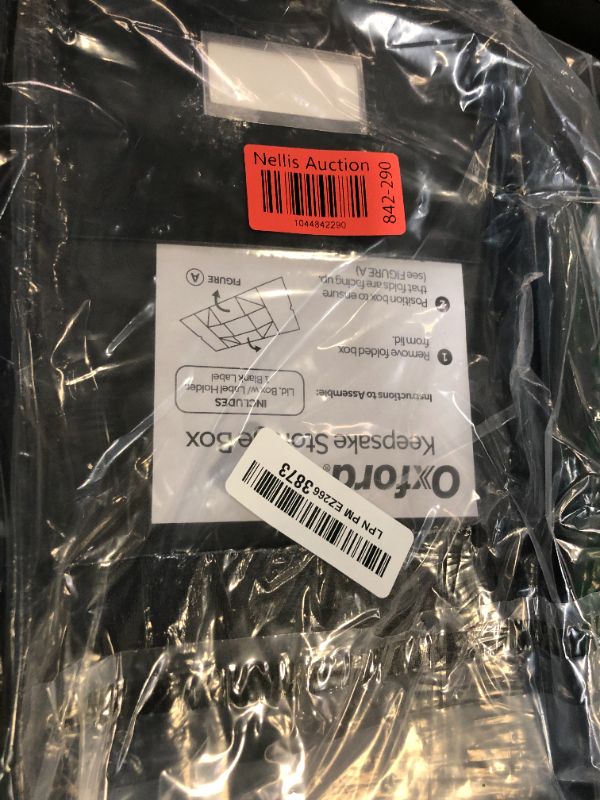 Nellis Auction
1044842290
842-290
Oxford®
Keepsake Storage Box
Instructions to Assemble:
INCLUDES
Lid, Box w/ Label Holder,
1 Blank Label
1 Remove folded box
from lid.
2 Position box to ensure
that folds are facing up.
(see FIGURE A)
FIGURE A
LPN PM EZ266 3873